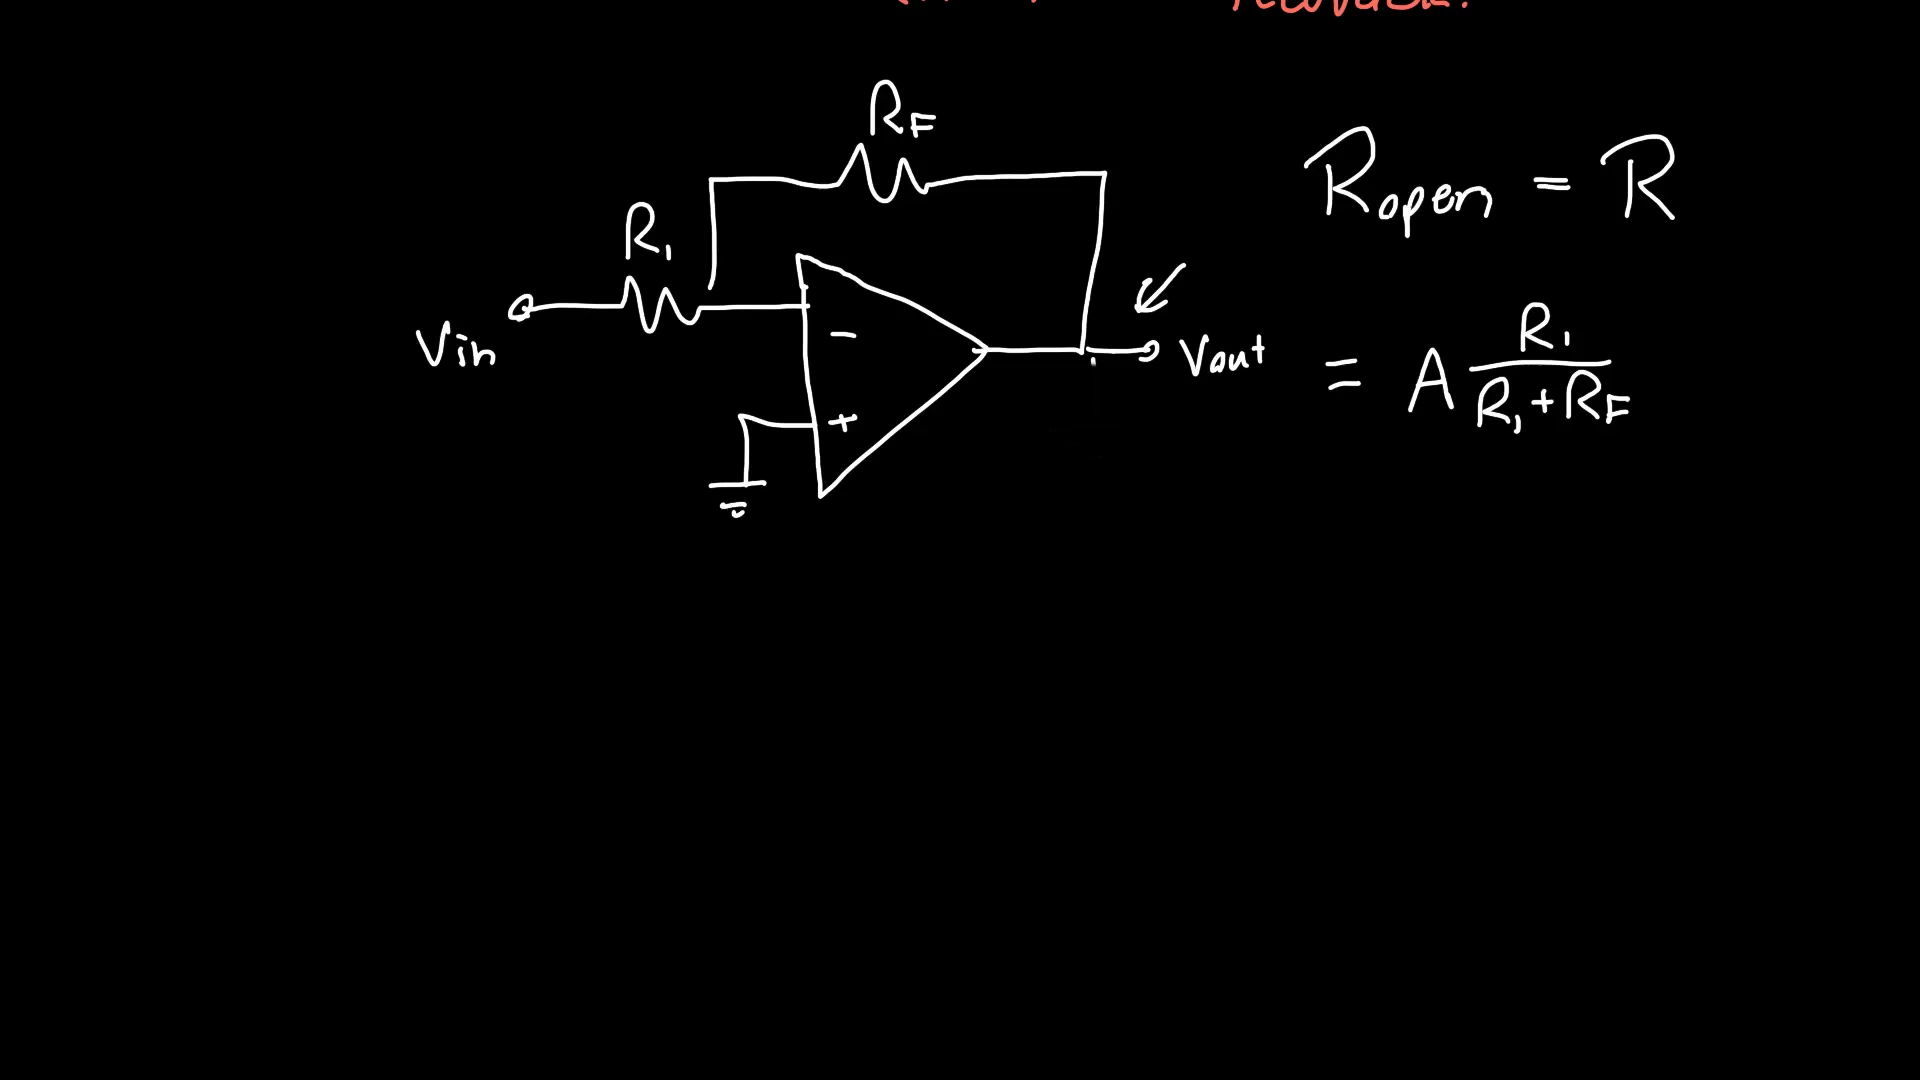 R_F
R_1
R_open = R
V_in
-
V_out
= A R_1 / (R_1 + R_F)
+